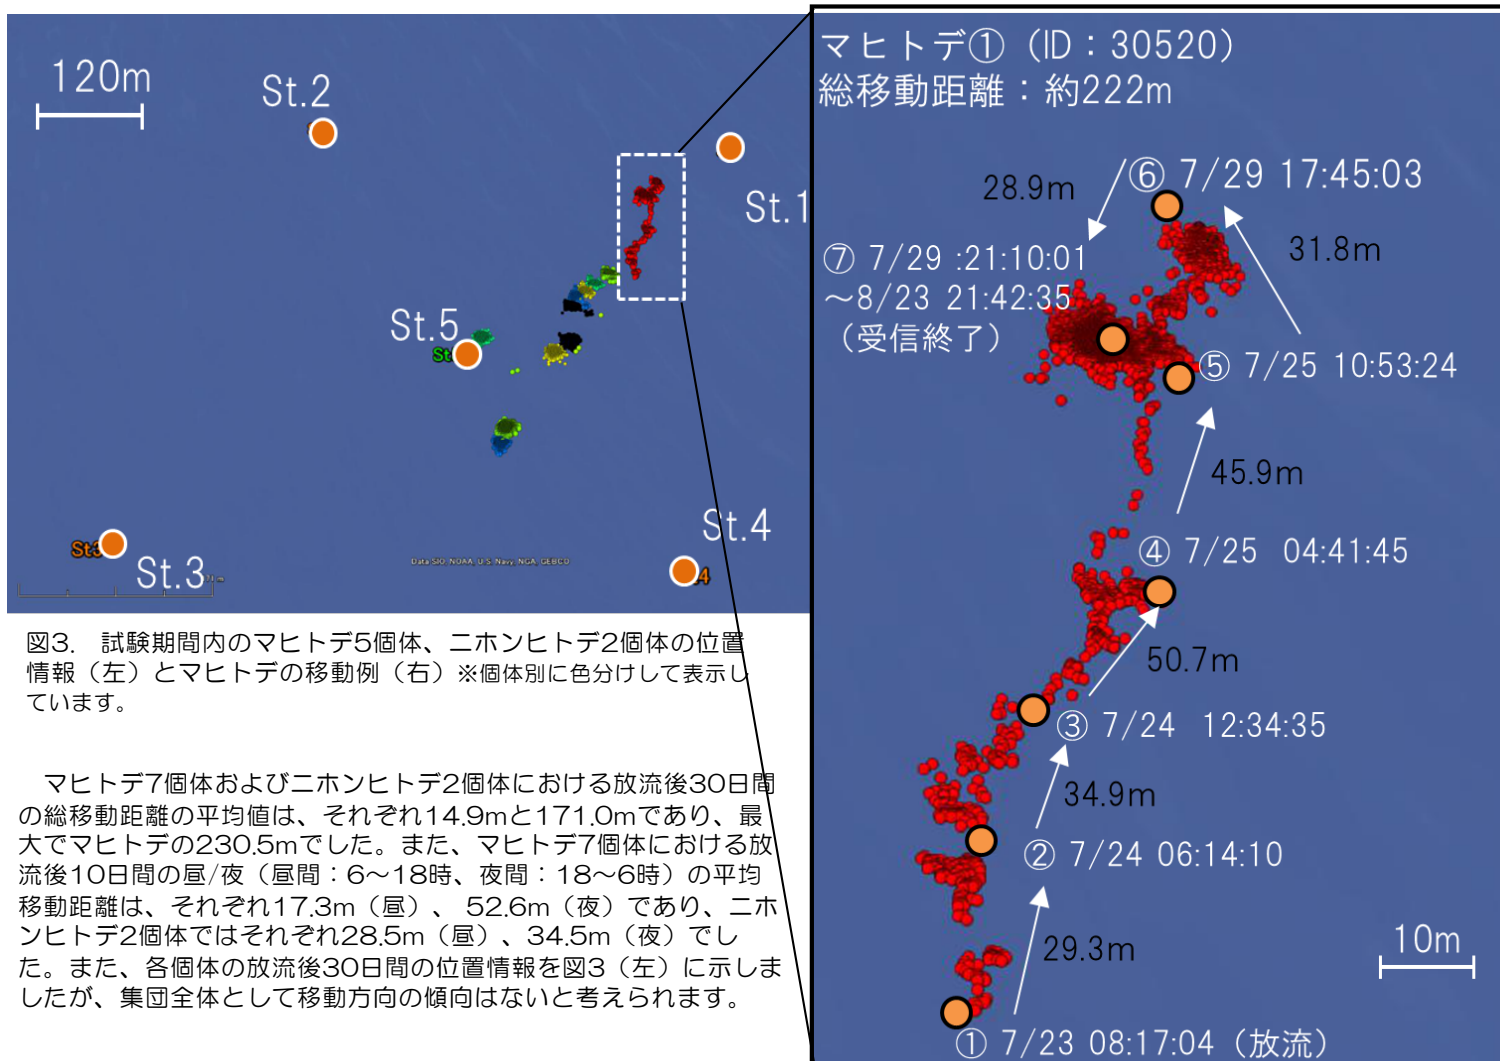 120m
St.2
St.1
St.5
St
St.4
4
St3
St.3
Data SIO, NOAA, U.S. Navy, NGA, GEBCO
図3.　試験期間内のマヒトデ5個体、ニホンヒトデ2個体の位置
情報（左）とマヒトデの移動例（右）※個体別に色分けして表示し
ています。
マヒトデ7個体およびニホンヒトデ2個体における放流後30日間
の総移動距離の平均値は、それぞれ14.9mと171.0mであり、最
大でマヒトデの230.5mでした。また、マヒトデ7個体における放
流後10日間の昼/夜（昼間：6～18時、夜間：18～6時）の平均
移動距離は、それぞれ17.3m（昼）、 52.6m（夜）であり、ニホ
ンヒトデ2個体ではそれぞれ28.5m（昼）、34.5m（夜）でし
た。また、各個体の放流後30日間の位置情報を図3（左）に示しま
したが、集団全体として移動方向の傾向はないと考えられます。
マヒトデ①（ID：30520）
総移動距離：約222m
⑥ 7/29 17:45:03
28.9m
31.8m
⑦ 7/29 :21:10:01
～8/23 21:42:35
（受信終了）
⑤ 7/25 10:53:24
45.9m
④ 7/25 04:41:45
50.7m
③ 7/24 12:34:35
34.9m
② 7/24 06:14:10
29.3m
10m
① 7/23 08:17:04（放流）